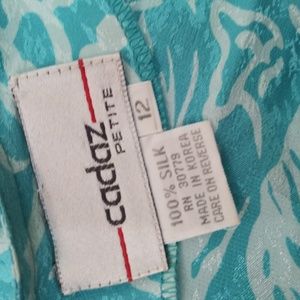 cadaz
PETITE
12
100% SILK
RN 30779
MADE IN KOREA
CARE ON REVERSE